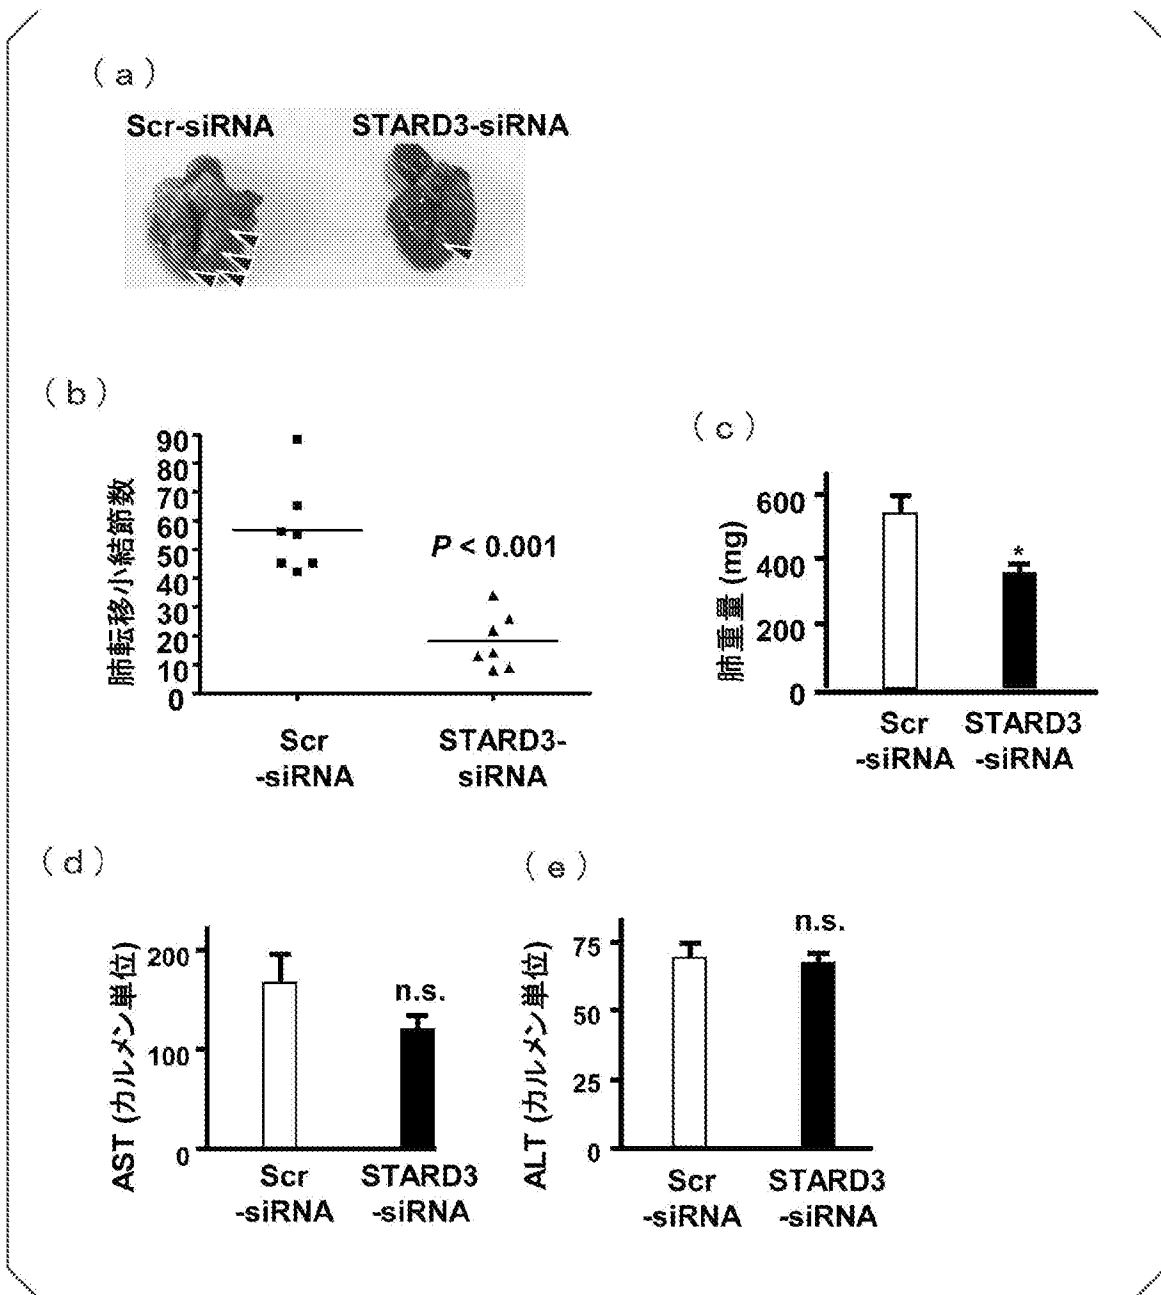 (a)
Scr-siRNA STARD3-siRNA
(b)
肺転移小結節数
90
80
70
60
50
40
30
20
10
0
P < 0.001
Scr
-siRNA
STARD3-
siRNA
(c)
肺重量 (mg)
600
400
200
0
*
Scr
-siRNA
STARD3
-siRNA
(d)
AST (カルメン単位)
200
100
0
n.s.
Scr
-siRNA
STARD3
-siRNA
(e)
ALT (カルメン単位)
75
50
25
0
n.s.
Scr
-siRNA
STARD3
-siRNA